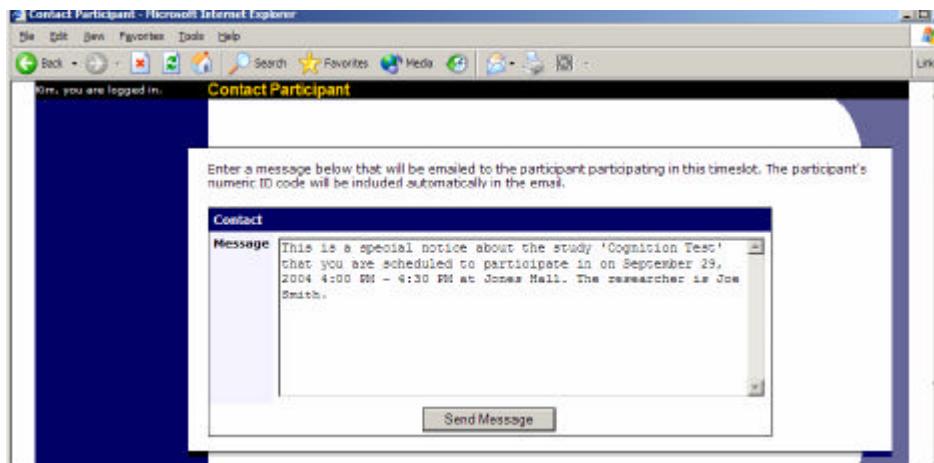 Contact Participant - Microsoft Internet Explorer
File Edit View Favorites Tools Help
Back Search Favorites Media Link
Kim, you are logged in. Contact Participant
Enter a message below that will be emailed to the participant participating in this timeslot. The participant's
numeric ID code will be included automatically in the email.
Contact
Message
This is a special notice about the study 'Cognition Test'
that you are scheduled to participate in on September 29,
2004 4:00 PM - 4:30 PM at Jones Hall. The researcher is Joe
Smith.
Send Message